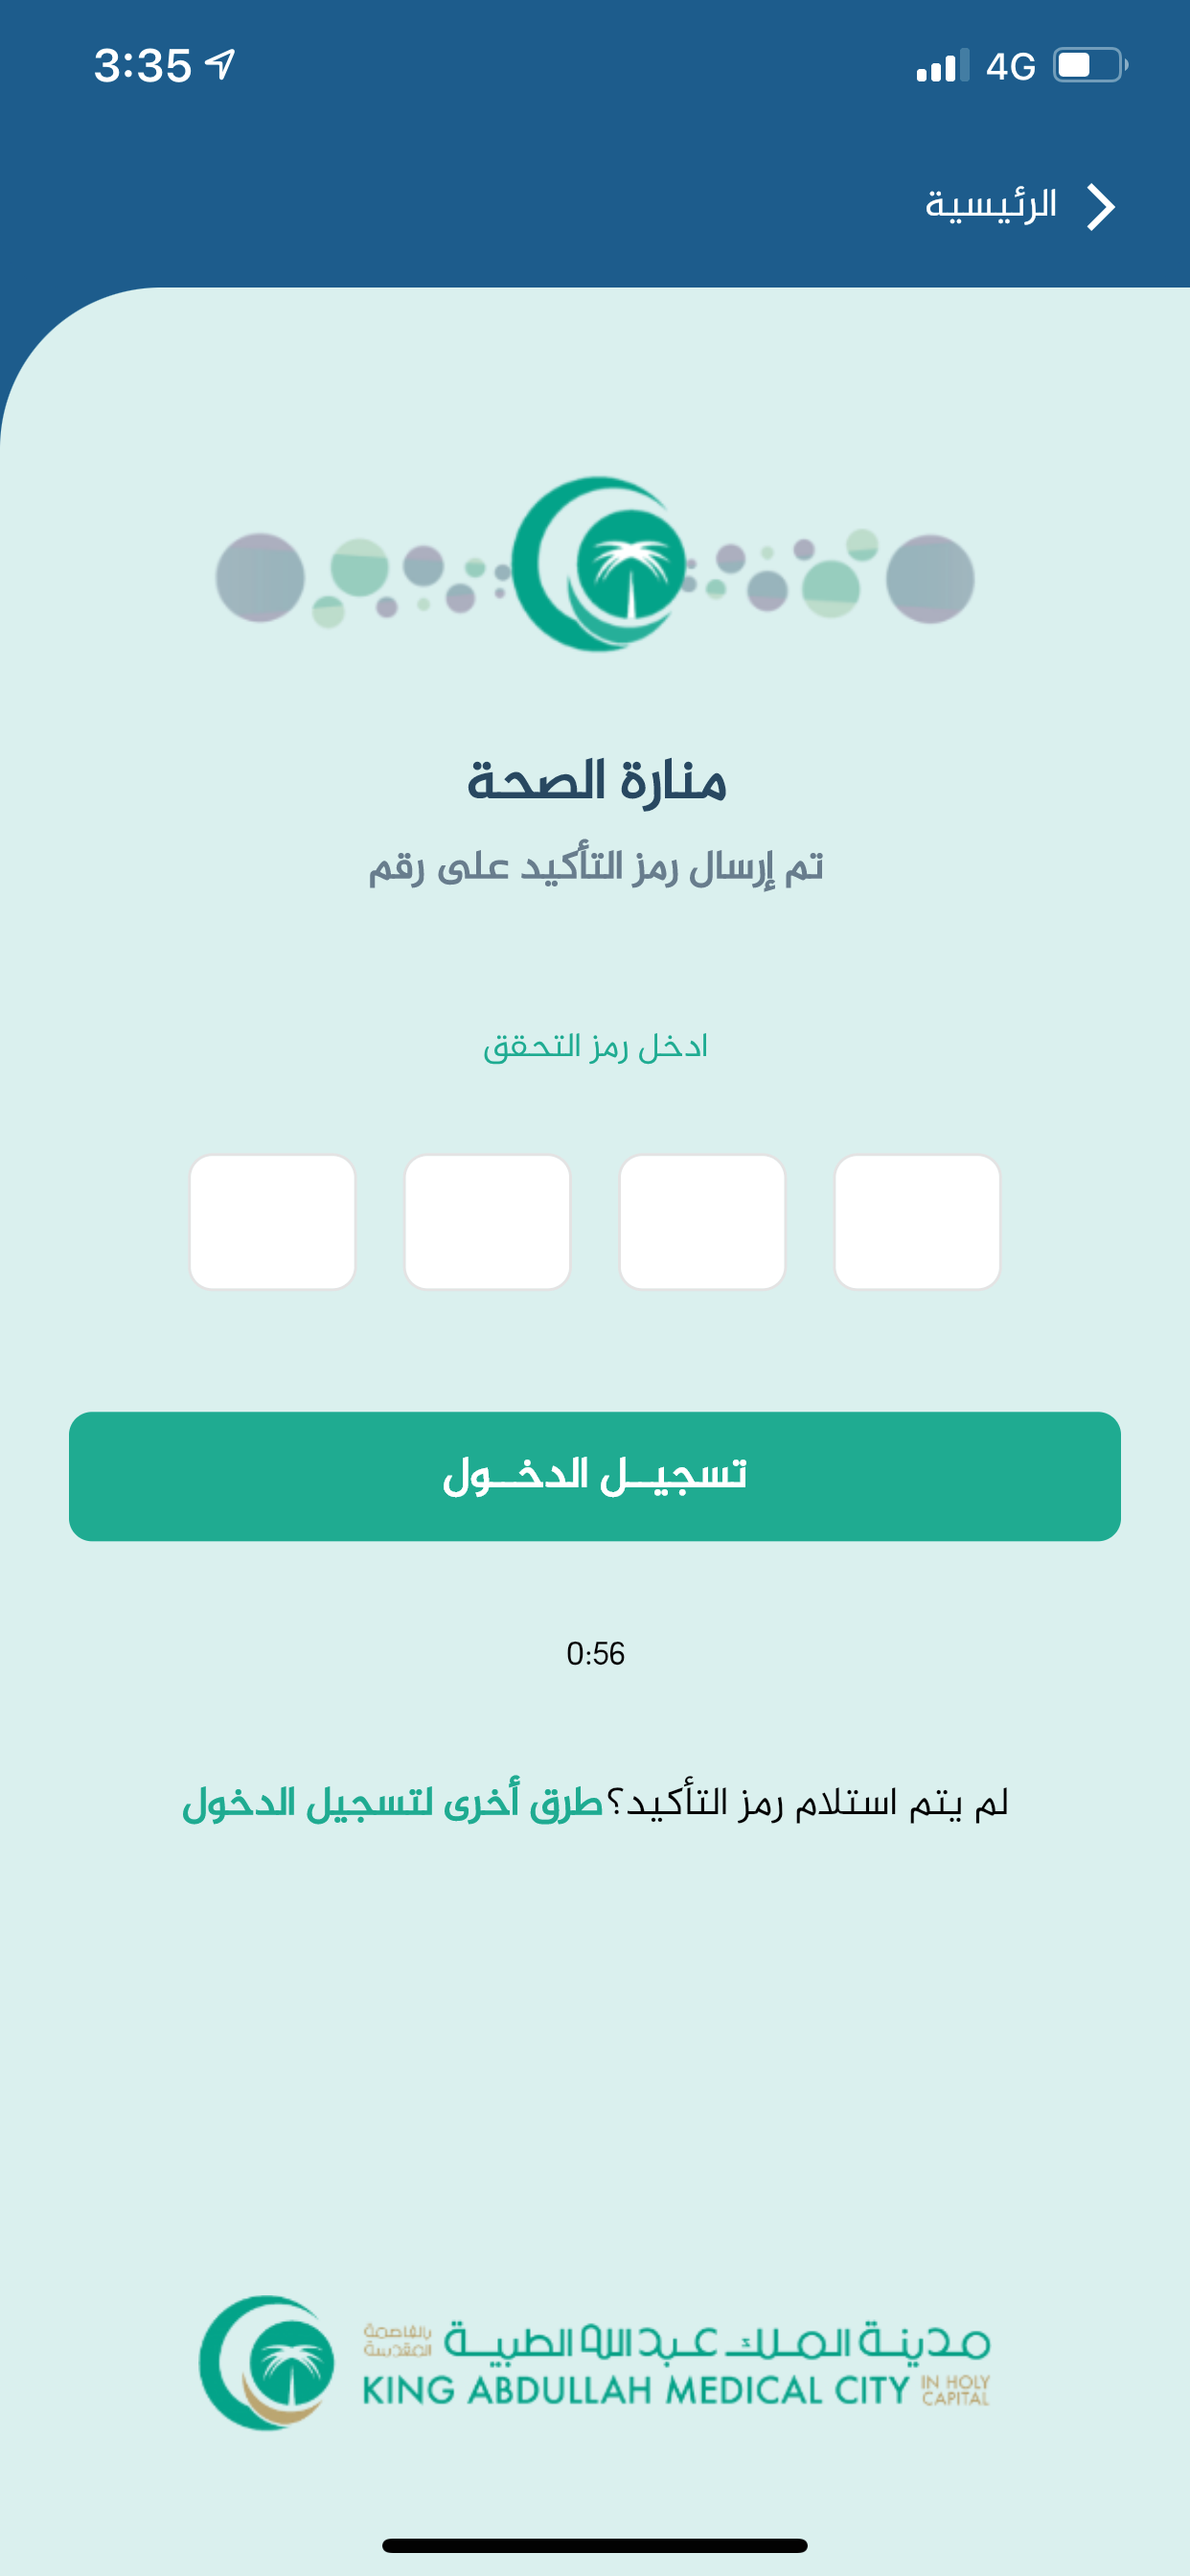 3:35
4G
الرئيسية
منارة الصحة
تم إرسال رمز التأكيد على رقم
ادخل رمز التحقق
تسجيــل الدخــول
0:56
لم يتم استلام رمز التأكيد؟طرق أخرى لتسجيل الدخول
مدينة الملك عبدالله الطبية بالعاصمة المقدسة
KING ABDULLAH MEDICAL CITY IN HOLY CAPITAL